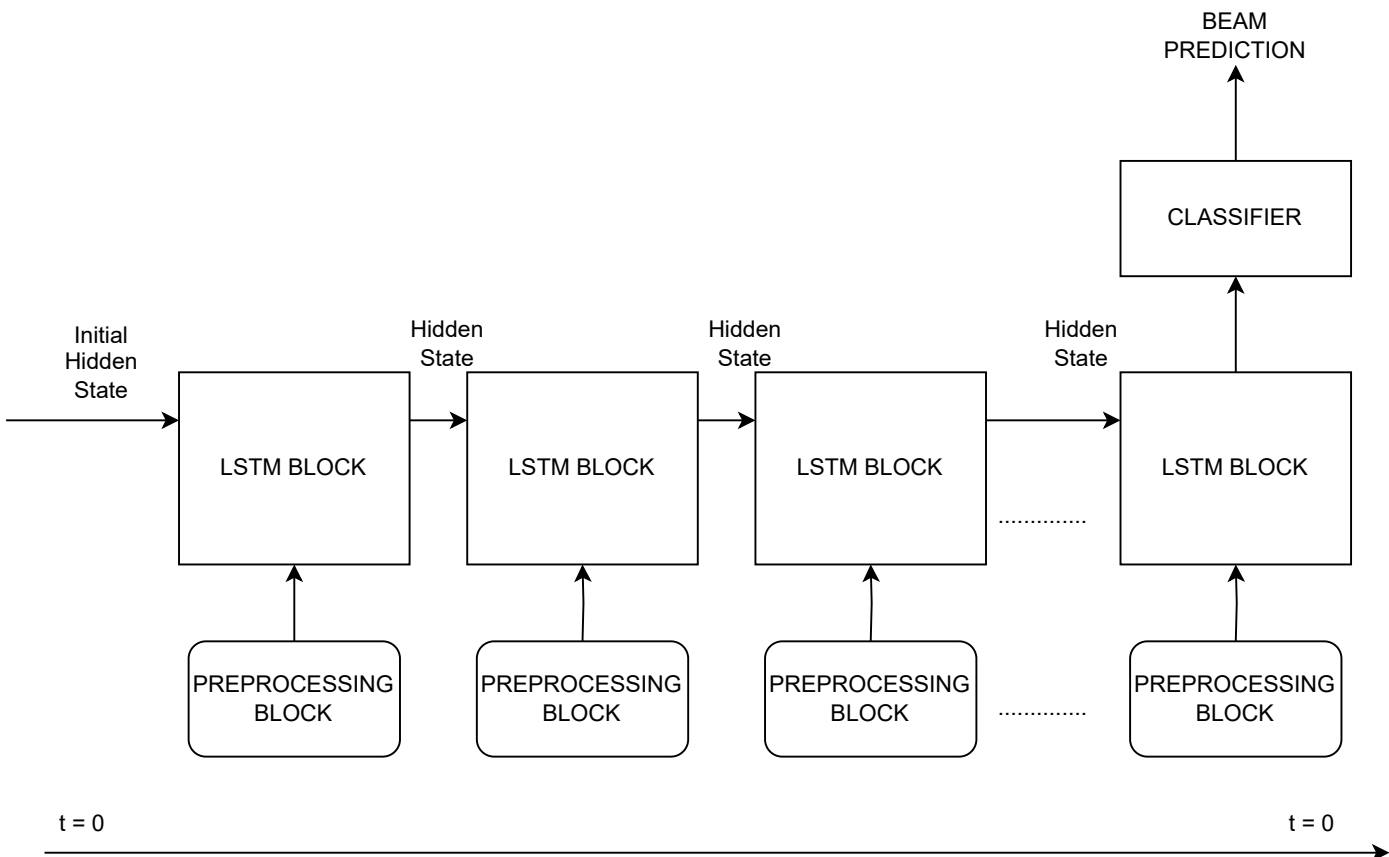 BEAM
PREDICTION
CLASSIFIER
Initial
Hidden
State
Hidden
State
Hidden
State
Hidden
State
LSTM BLOCK
LSTM BLOCK
LSTM BLOCK
LSTM BLOCK
..............
PREPROCESSING
BLOCK
PREPROCESSING
BLOCK
PREPROCESSING
BLOCK
..............
PREPROCESSING
BLOCK
t = 0
t = 0